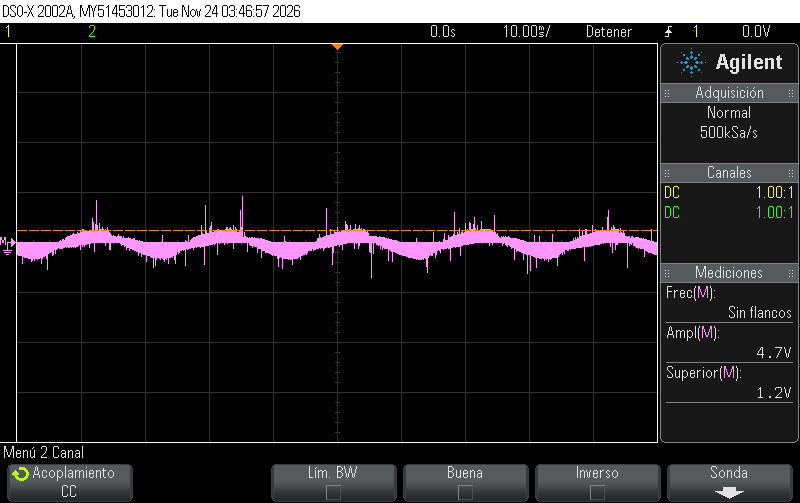 DSO-X 2002A, MY51453012: Tue Nov 24 03:46:57 2026
1 2 0.0s 10.00ms/ Detener 1 0.0V
Agilent
Adquisición
Normal
500kSa/s
Canales
DC 1.00:1
DC 1.00:1
Mediciones
Frec(M):
Sin flancos
Ampl(M):
4.7V
Superior(M):
1.2V
M
Menú 2 Canal
Acoplamiento
CC
Lím. BW
Buena
Inverso
Sonda